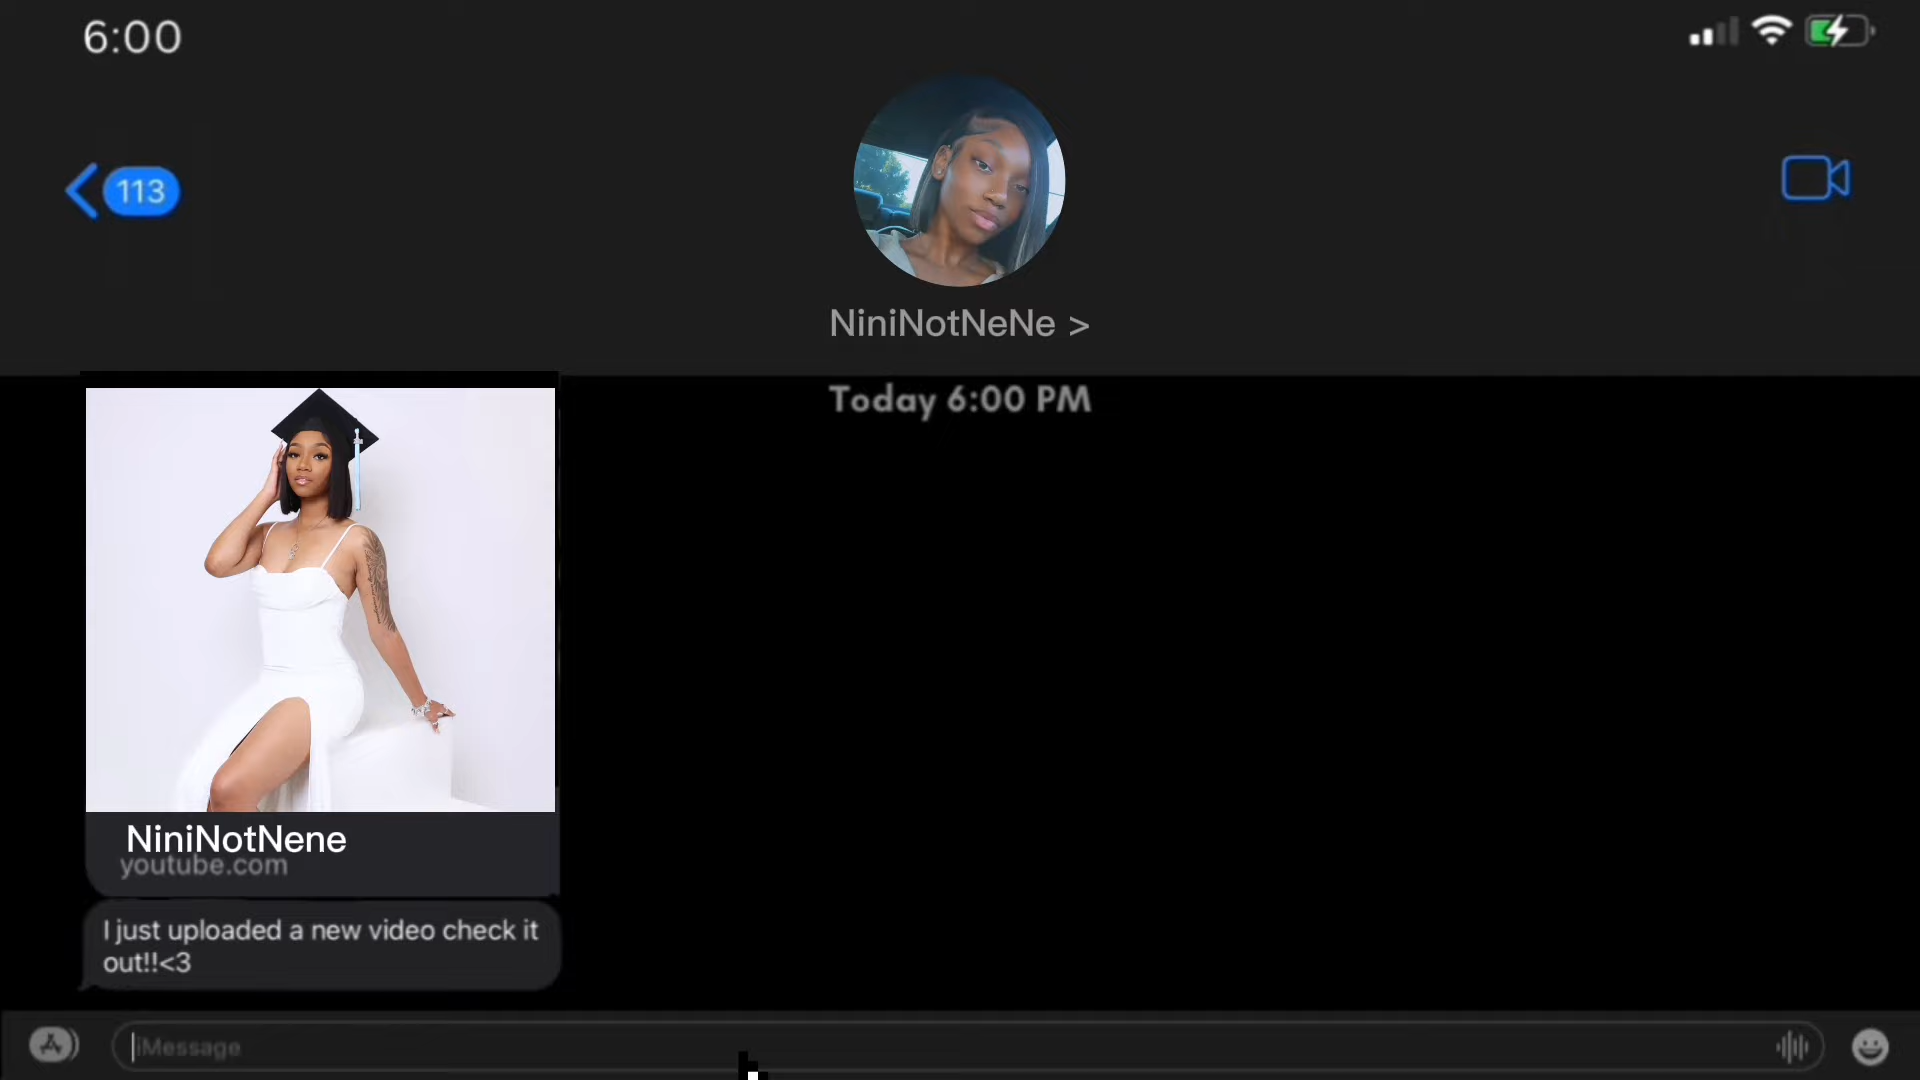 6:00
113
NiniNotNeNe >
Today 6:00 PM
NiniNotNene
youtube.com
I just uploaded a new video check it
out!!<3
iMessage